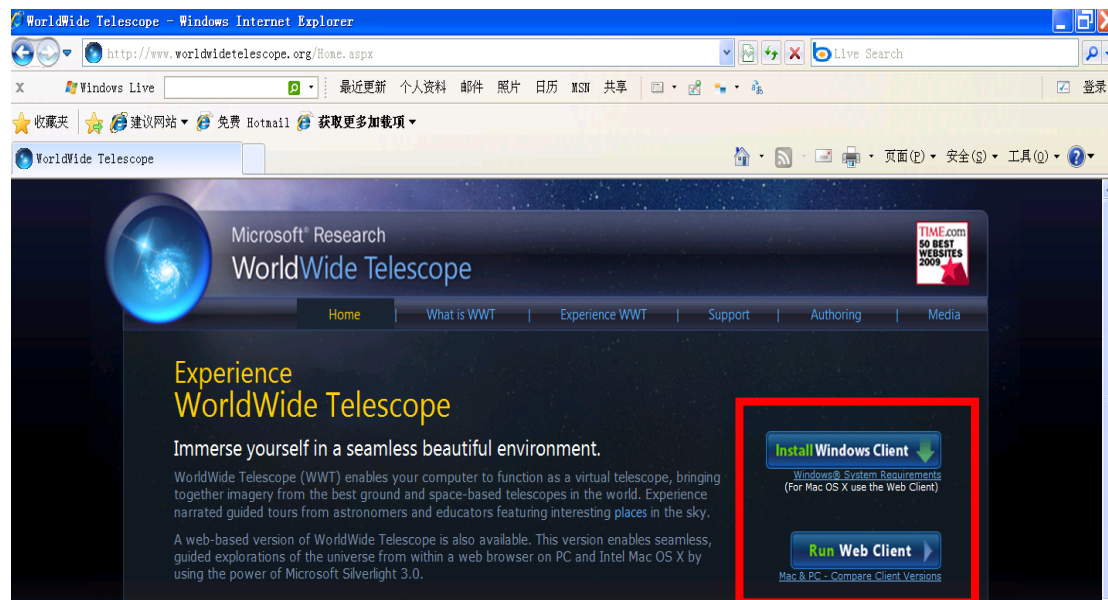 WorldWide Telescope - Windows Internet Explorer
http://www.worldwidetelescope.org/Home.aspx
Live Search
X Windows Live 最近更新 个人资料 邮件 照片 日历 MSN 共享 登录
收藏夹 建议网站 免费 Hotmail 获取更多加载项
WorldWide Telescope 页面(P) 安全(S) 工具(O)
Microsoft® Research
WorldWide Telescope
TIME.com
50 BEST
WEBSITES
2009
Home | What is WWT | Experience WWT | Support | Authoring | Media
Experience
WorldWide Telescope
Immerse yourself in a seamless beautiful environment.
WorldWide Telescope (WWT) enables your computer to function as a virtual telescope, bringing
together imagery from the best ground and space-based telescopes in the world. Experience
narrated guided tours from astronomers and educators featuring interesting places in the sky.
A web-based version of WorldWide Telescope is also available. This version enables seamless,
guided explorations of the universe from within a web browser on PC and Intel Mac OS X by
using the power of Microsoft Silverlight 3.0.
Install Windows Client
Windows® System Requirements
(For Mac OS X use the Web Client)
Run Web Client
Mac & PC - Compare Client Versions